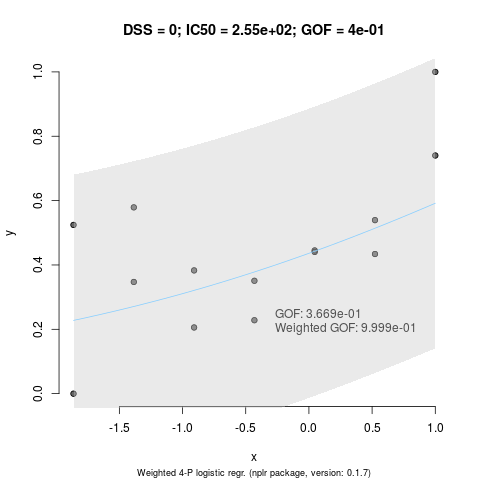 DSS = 0; IC50 = 2.55e+02; GOF = 4e-01
1.0
0.8
0.6
0.4
0.2
0.0
y
GOF: 3.669e-01
Weighted GOF: 9.999e-01
-1.5 -1.0 -0.5 0.0 0.5 1.0
x
Weighted 4-P logistic regr. (nplr package, version: 0.1.7)